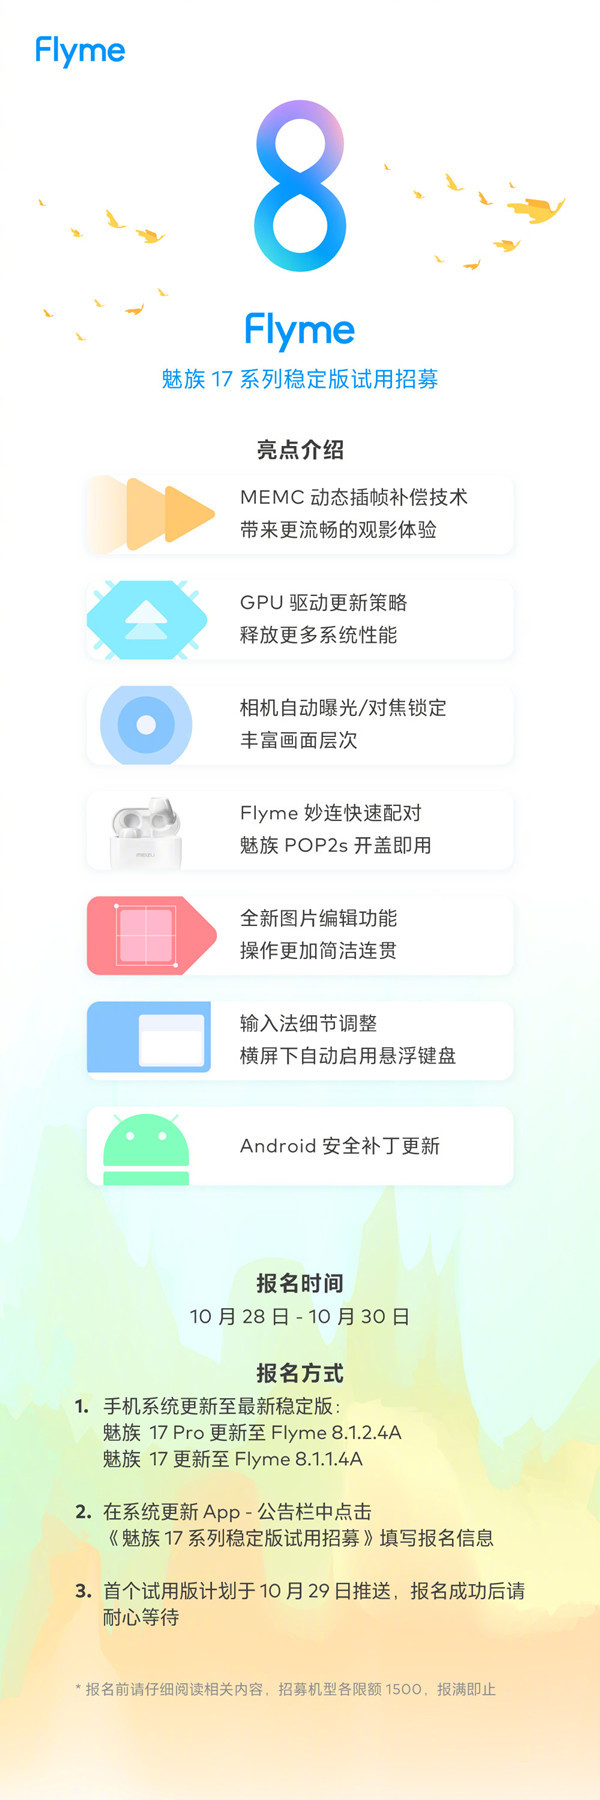 Flyme
8
Flyme
魅族 17 系列稳定版试用招募
亮点介绍
MEMC 动态插帧补偿技术
带来更流畅的观影体验
GPU 驱动更新策略
释放更多系统性能
相机自动曝光/对焦锁定
丰富画面层次
Flyme 妙连快速配对
魅族 POP2s 开盖即用
MEIZU
全新图片编辑功能
操作更加简洁连贯
输入法细节调整
横屏下自动启用悬浮键盘
Android 安全补丁更新
报名时间
10 月 28 日 - 10 月 30 日
报名方式
1. 手机系统更新至最新稳定版：
魅族 17 Pro 更新至 Flyme 8.1.2.4A
魅族 17 更新至 Flyme 8.1.1.4A
2. 在系统更新 App - 公告栏中点击
《魅族 17 系列稳定版试用招募》填写报名信息
3. 首个试用版计划于 10 月 29 日推送，报名成功后请
耐心等待
* 报名前请仔细阅读相关内容，招募机型各限额 1500，报满即止